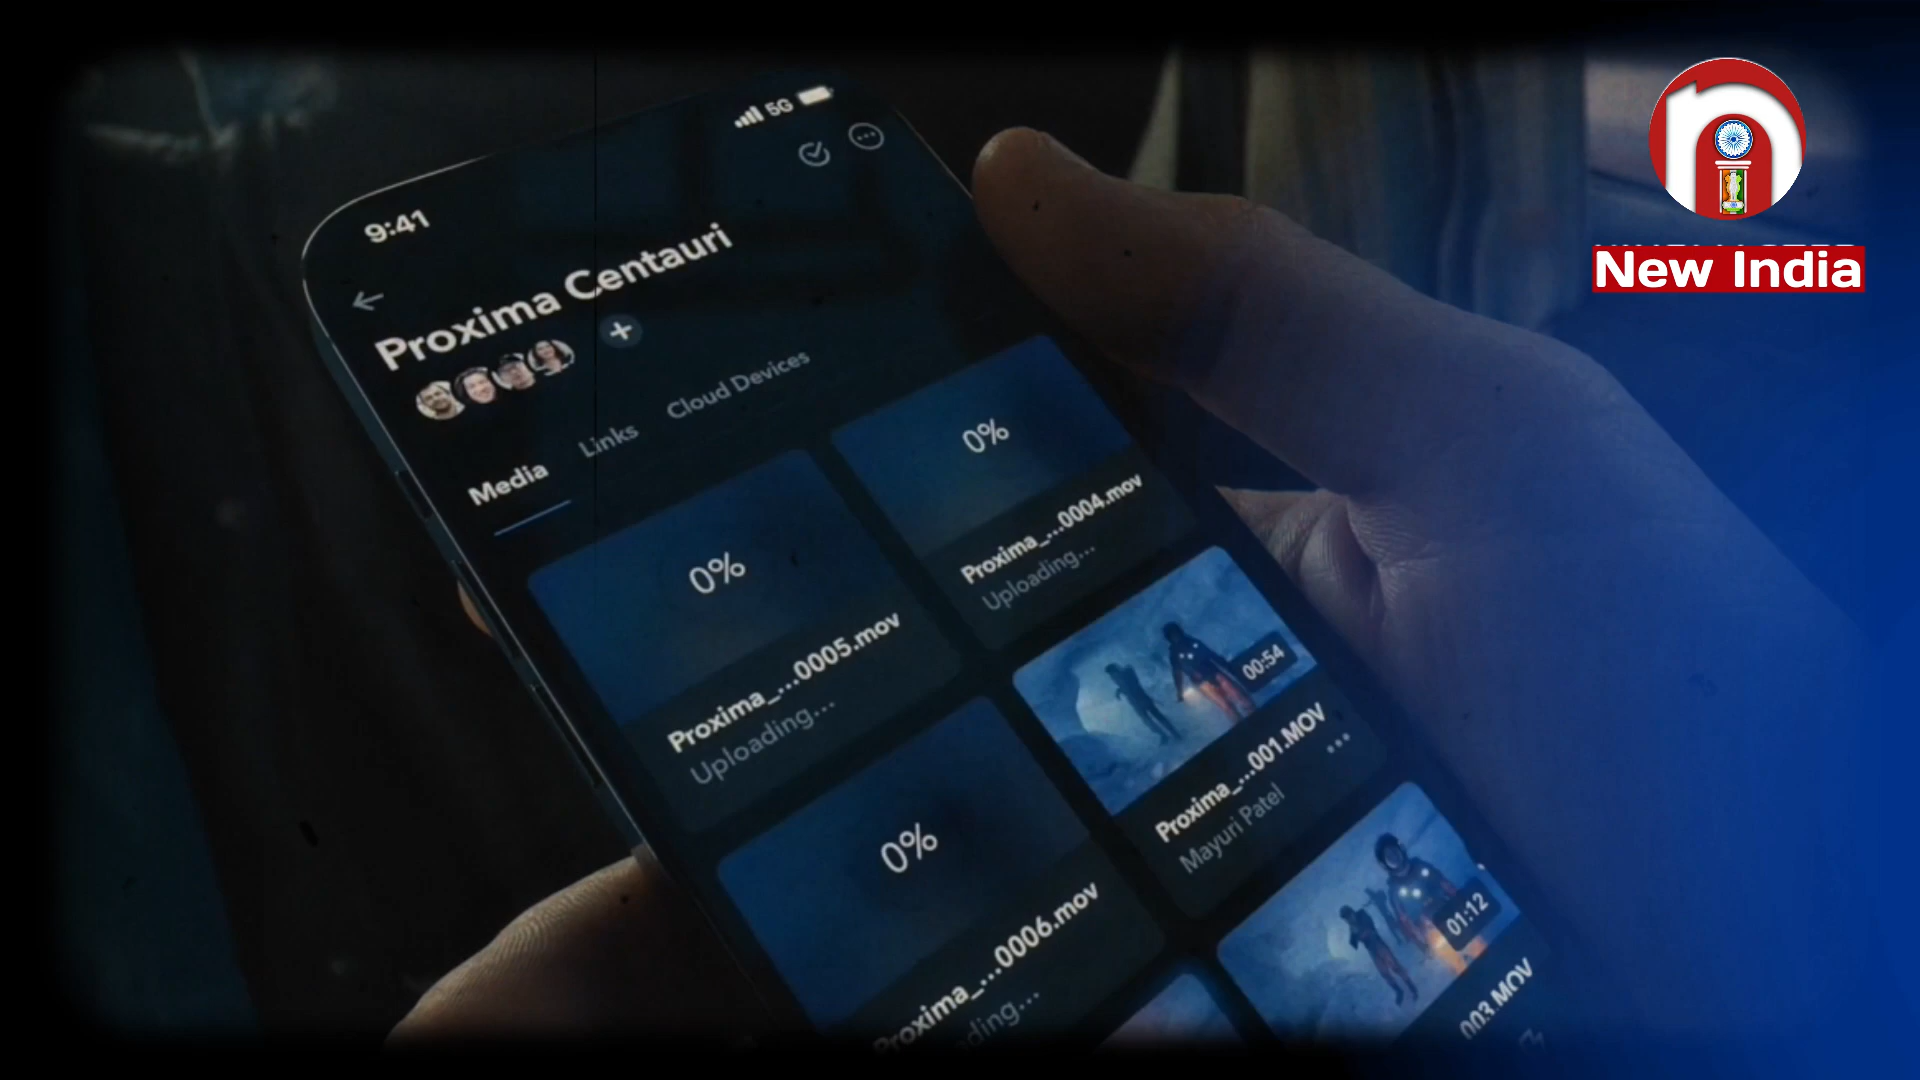 9:41
5G
Proxima Centauri
Media
Links
Cloud Devices
0%
Proxima_...0005.mov
Uploading...
0%
Proxima_...0004.mov
Uploading...
0%
Proxima_...0006.mov
00:54
Proxima_...001.MOV
Mayuri Patel
01:12
003.MOV
New India